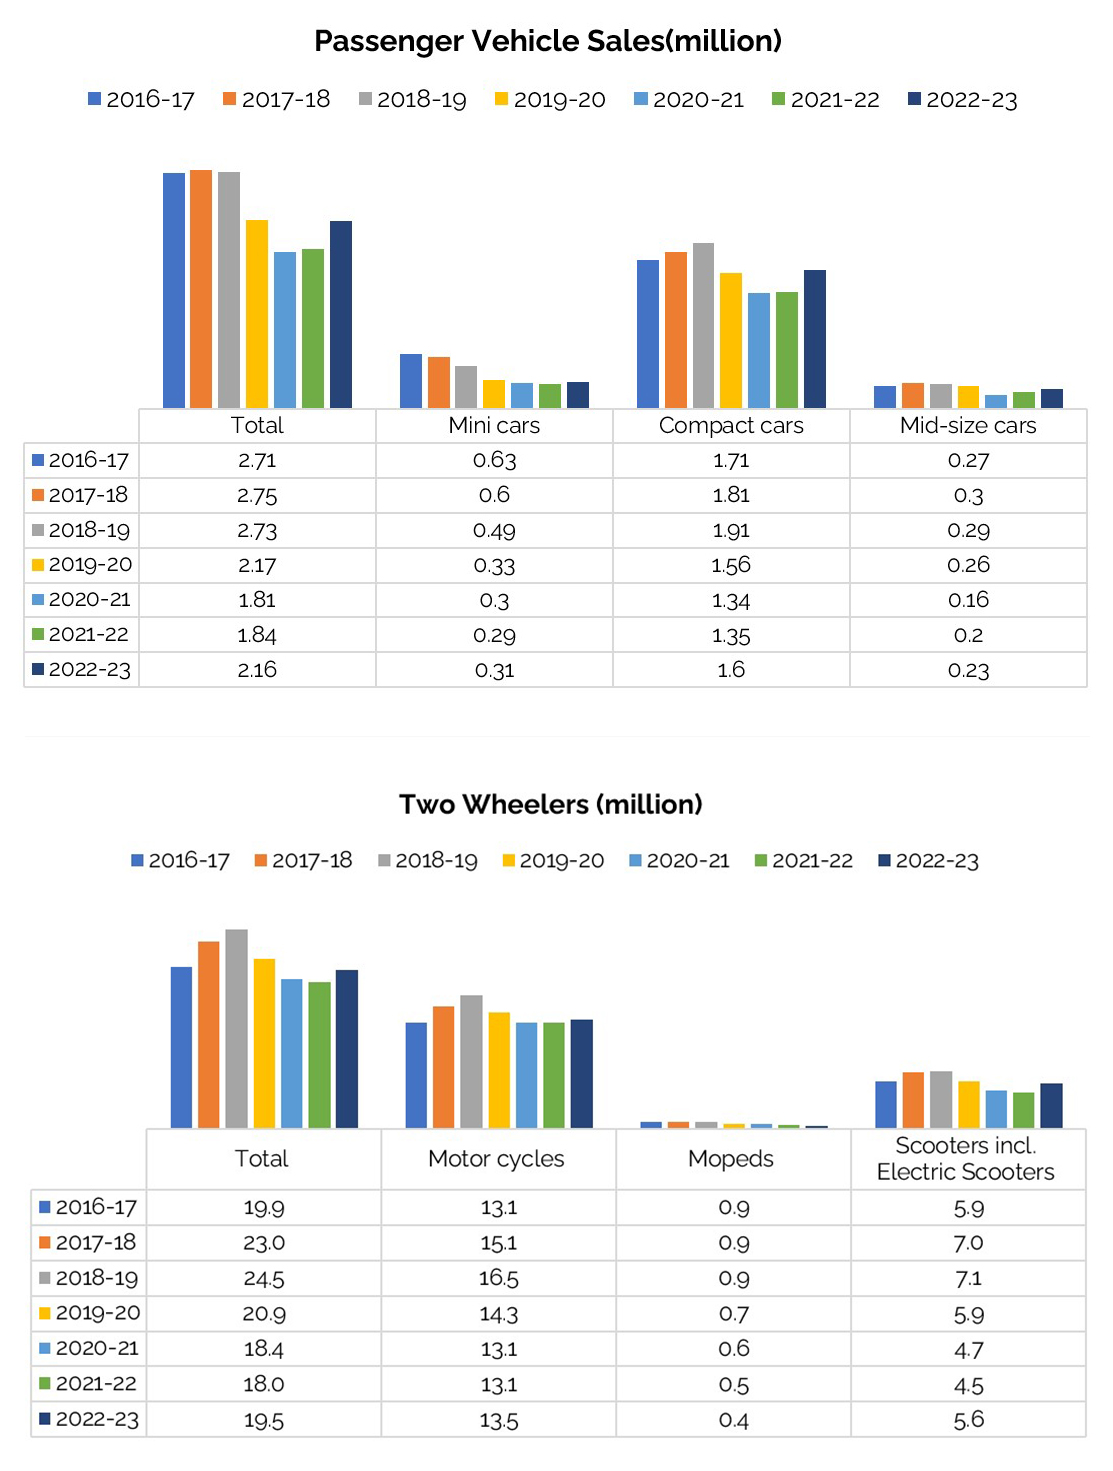 Passenger Vehicle Sales(million)
2016-17 2017-18 2018-19 2019-20 2020-21 2021-22 2022-23
Total Mini cars Compact cars Mid-size cars
2016-17 2.71 0.63 1.71 0.27
2017-18 2.75 0.6 1.81 0.3
2018-19 2.73 0.49 1.91 0.29
2019-20 2.17 0.33 1.56 0.26
2020-21 1.81 0.3 1.34 0.16
2021-22 1.84 0.29 1.35 0.2
2022-23 2.16 0.31 1.6 0.23
Two Wheelers (million)
2016-17 2017-18 2018-19 2019-20 2020-21 2021-22 2022-23
Total Motor cycles Mopeds Scooters incl.
Electric Scooters
2016-17 19.9 13.1 0.9 5.9
2017-18 23.0 15.1 0.9 7.0
2018-19 24.5 16.5 0.9 7.1
2019-20 20.9 14.3 0.7 5.9
2020-21 18.4 13.1 0.6 4.7
2021-22 18.0 13.1 0.5 4.5
2022-23 19.5 13.5 0.4 5.6